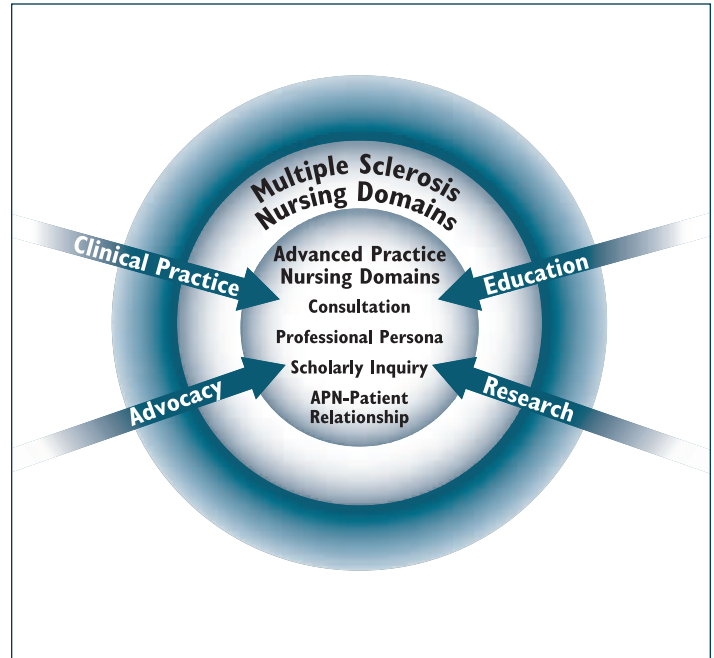 Multiple Sclerosis
Nursing Domains
Clinical Practice
Education
Advanced Practice
Nursing Domains
Consultation
Professional Persona
Scholarly Inquiry
APN-Patient
Relationship
Advocacy
Research